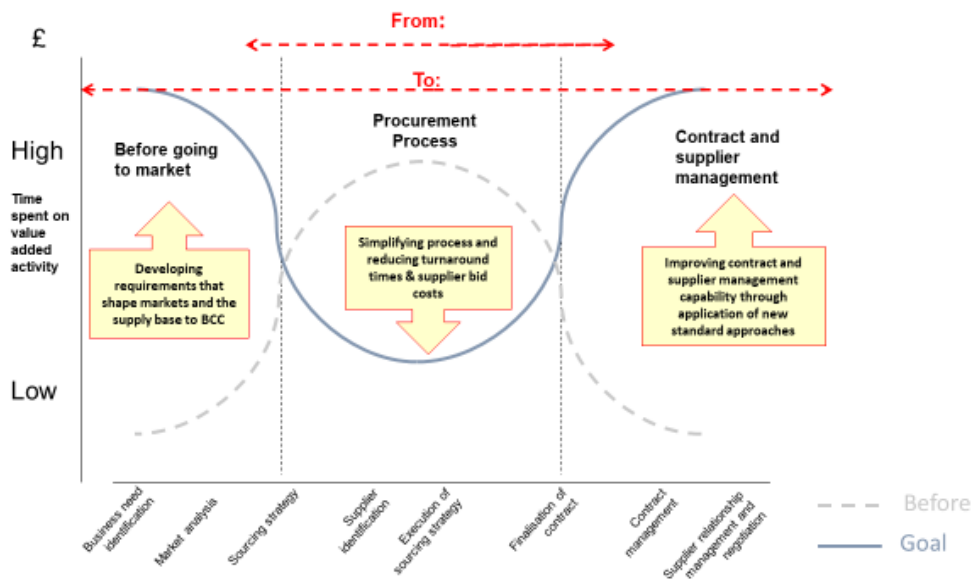 From:
£
To:
High
Time
spent on
value
added
activity
Low
Before going
to market
Procurement
Process
Contract and
supplier
management
Developing
requirements that
shape markets and the
supply base to BCC
Simplifying process and
reducing turnaround
times & supplier bid
costs
Improving contract and
supplier management
capability through
application of new
standard approaches
Business need
identification
Market analysis
Sourcing strategy
Supplier
identification
Execution of
sourcing strategy
Finalisation of
contract
Contract
management
Supplier relationship
management and
negotiation
Before
Goal